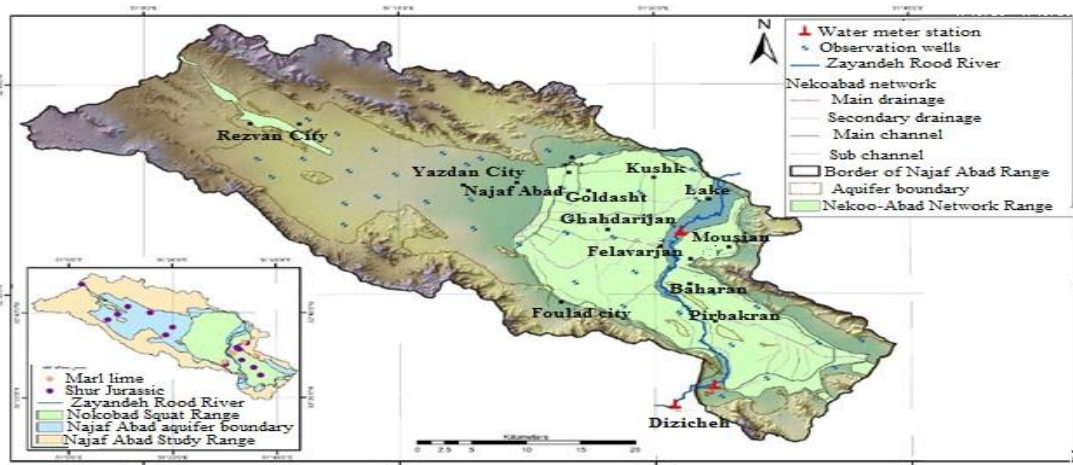 N
Water meter station
Observation wells
Zayandeh Rood River
Nekoabad network
Main drainage
Secondary drainage
Main channel
Sub channel
Border of Najaf Abad Range
Aquifer boundary
Nekoo-Abad Network Range
Rezvan City
Yazdan City
Kushk
Najaf Abad
Goldasht
Lake
Ghahdarijan
Mousian
Felavarjan
Baharan
Foulad city
Pirbakran
Dizicheh
Marl lime
Shur Jurassic
Zayandeh Rood River
Nokobad Squat Range
Najaf Abad aquifer boundary
Najaf Abad Study Range
Kilometers
0 2.5 5 10 15 20